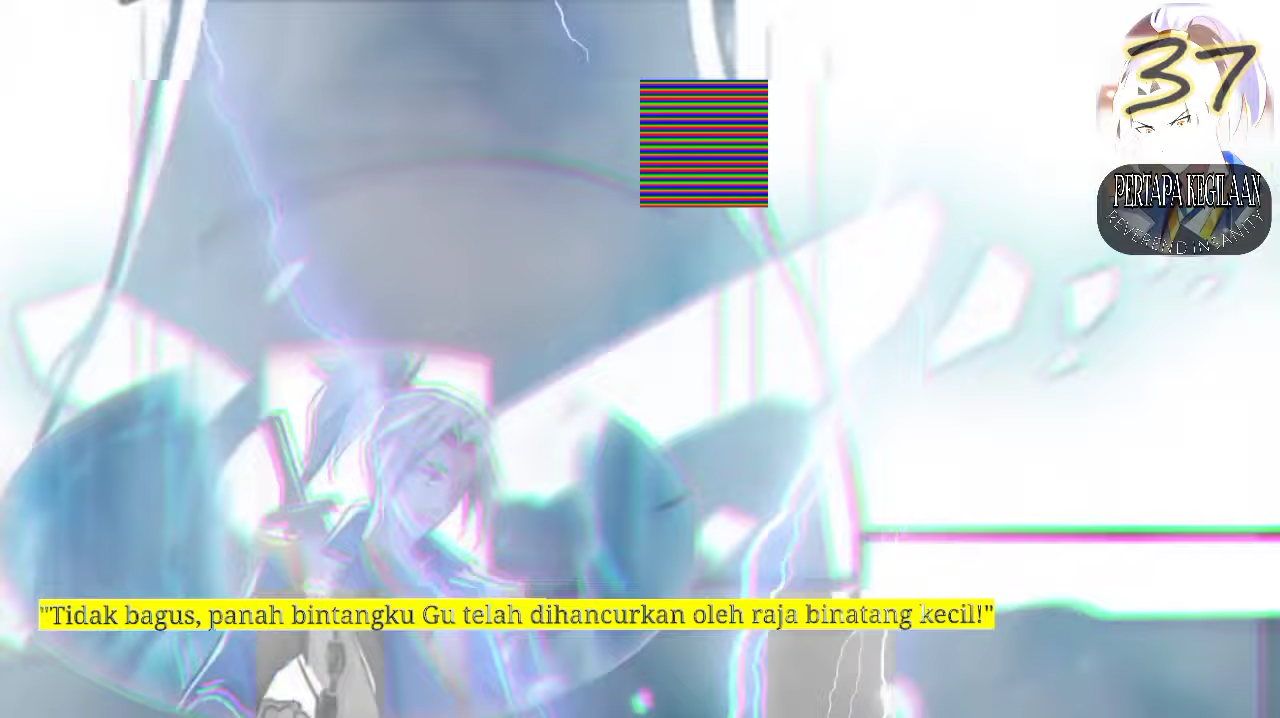 37
PERTAPA KEGILAAN
REVEREND INSANITY
"Tidak bagus, panah bintangku Gu telah dihancurkan oleh raja binatang kecil!"